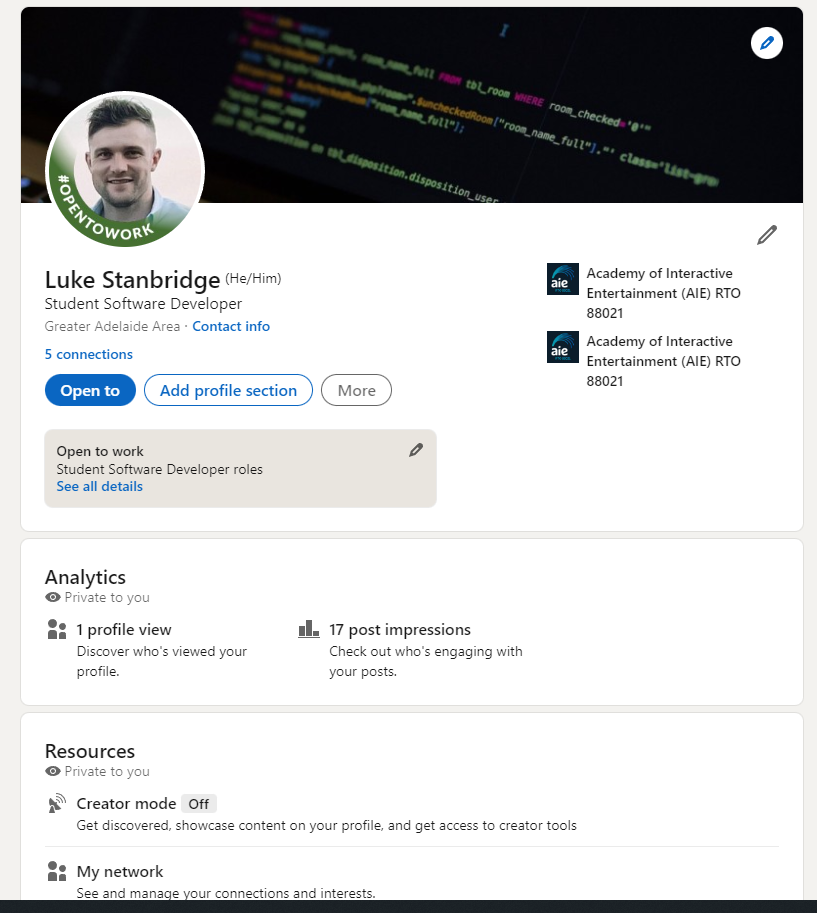 room_name_full FROM tbl_room WHERE room_checked='0'"
$uncheckedRoom["room_name_full"]."' class='list-gro
"room_name_full"];
tbl_disposition.disposition_user
#OPENTOWORK
Luke Stanbridge (He/Him)
Student Software Developer
Greater Adelaide Area · Contact info
5 connections
Open to
Add profile section
More
aie
Academy of Interactive
Entertainment (AIE) RTO
88021
aie
Academy of Interactive
Entertainment (AIE) RTO
88021
Open to work
Student Software Developer roles
See all details
Analytics
Private to you
1 profile view
Discover who's viewed your
profile.
17 post impressions
Check out who's engaging with
your posts.
Resources
Private to you
Creator mode Off
Get discovered, showcase content on your profile, and get access to creator tools
My network
See and manage your connections and interests.